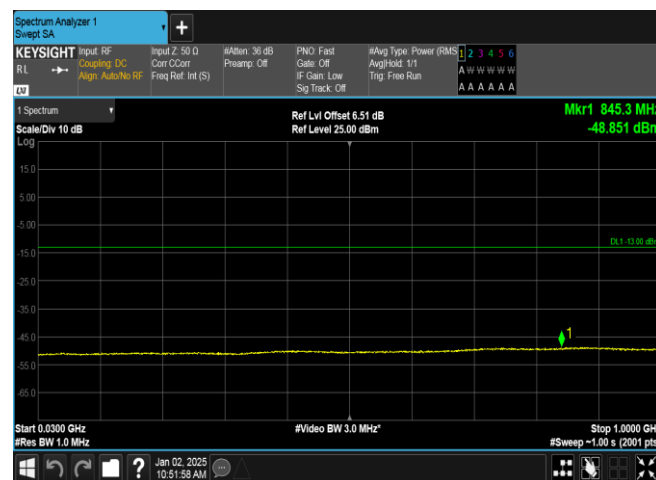 Spectrum Analyzer 1
Swept SA
+
KEYSIGHT
RL
LXI
Input: RF
Coupling: DC
Align: Auto/No RF
Input Z: 50 Ω
Corr CCorr
Freq Ref: Int (S)
#Atten: 36 dB
Preamp: Off
PNO: Fast
Gate: Off
IF Gain: Low
Sig Track: Off
#Avg Type: Power (RMS
Avg|Hold: 1/1
Trig: Free Run
1 2 3 4 5 6
A W W W W W
A A A A A A
1 Spectrum
Scale/Div 10 dB
Log
Ref Lvl Offset 6.51 dB
Ref Level 25.00 dBm
Mkr1 845.3 MHz
-48.851 dBm
15.0
5.00
-5.00
-15.0
-25.0
-35.0
-45.0
-55.0
-65.0
DL1 -13.00 dBm
1
Start 0.0300 GHz
#Res BW 1.0 MHz
#Video BW 3.0 MHz*
Stop 1.0000 GH
#Sweep ~1.00 s (2001 pts
?
Jan 02, 2025
10:51:58 AM